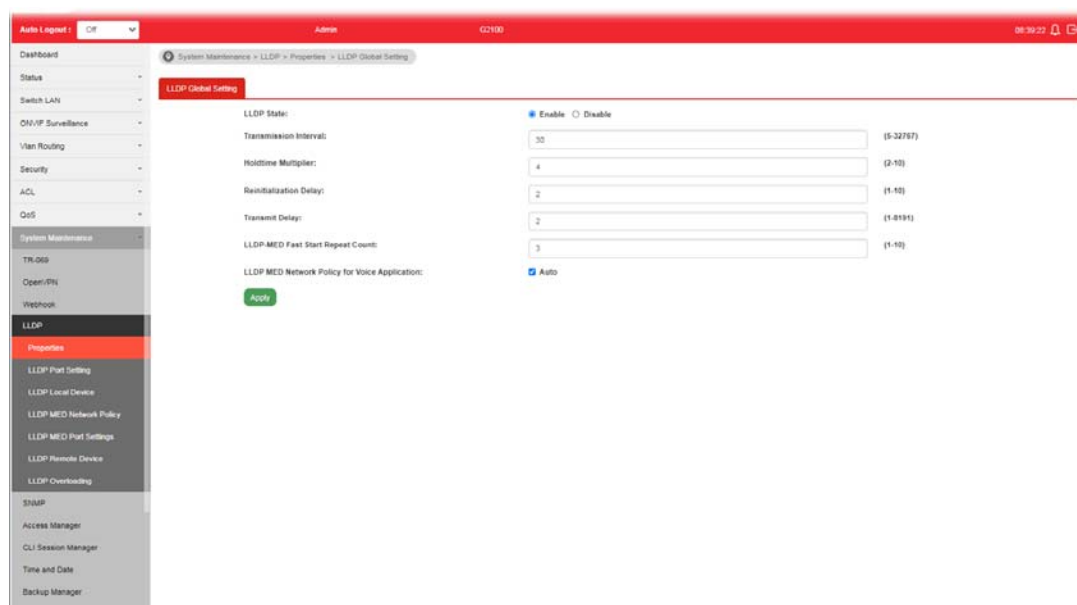 Auto Logout : Off Admin G2100 08:39:22
Dashboard
Status
Switch LAN
ONVIF Surveillance
Vlan Routing
Security
ACL
QoS
System Maintenance
TR-069
OpenVPN
Webhook
LLDP
Properties
LLDP Port Setting
LLDP Local Device
LLDP MED Network Policy
LLDP MED Port Settings
LLDP Remote Device
LLDP Overloading
SNMP
Access Manager
CLI Session Manager
Time and Date
Backup Manager
System Maintenance > LLDP > Properties > LLDP Global Setting
LLDP Global Setting
LLDP State: Enable Disable
Transmission Interval: 30 (5-32767)
Holdtime Multiplier: 4 (2-10)
Reinitialization Delay: 2 (1-10)
Transmit Delay: 2 (1-8191)
LLDP-MED Fast Start Repeat Count: 3 (1-10)
LLDP MED Network Policy for Voice Application: Auto
Apply